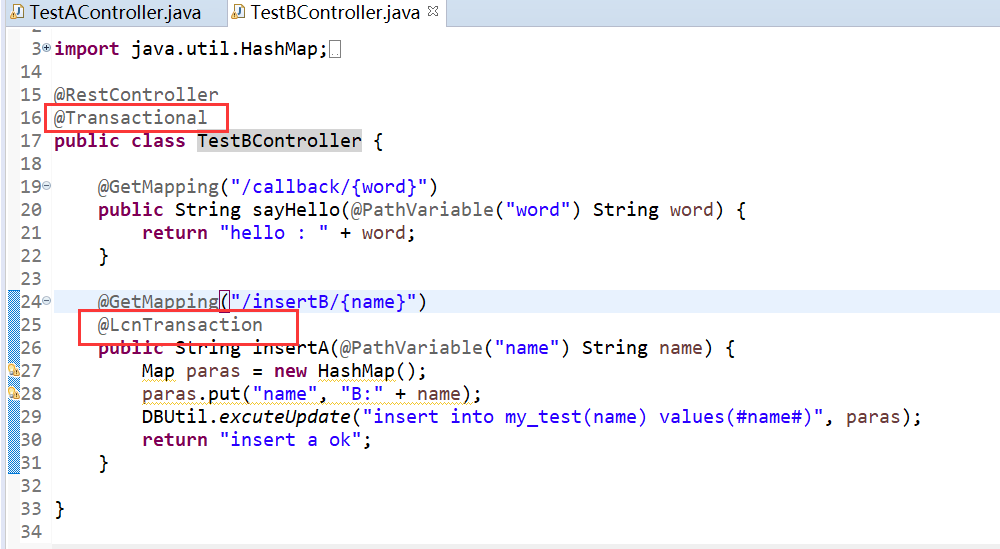 TestAController.java TestBController.java
2
3 import java.util.HashMap;
14
15 @RestController
16 @Transactional
17 public class TestBController {
18
19 @GetMapping("/callback/{word}")
20 public String sayHello(@PathVariable("word") String word) {
21 return "hello : " + word;
22 }
23
24 @GetMapping("/insertB/{name}")
25 @LcnTransaction
26 public String insertA(@PathVariable("name") String name) {
27 Map paras = new HashMap();
28 paras.put("name", "B:" + name);
29 DBUtil.excuteUpdate("insert into my_test(name) values(#name#)", paras);
30 return "insert a ok";
31 }
32
33 }
34